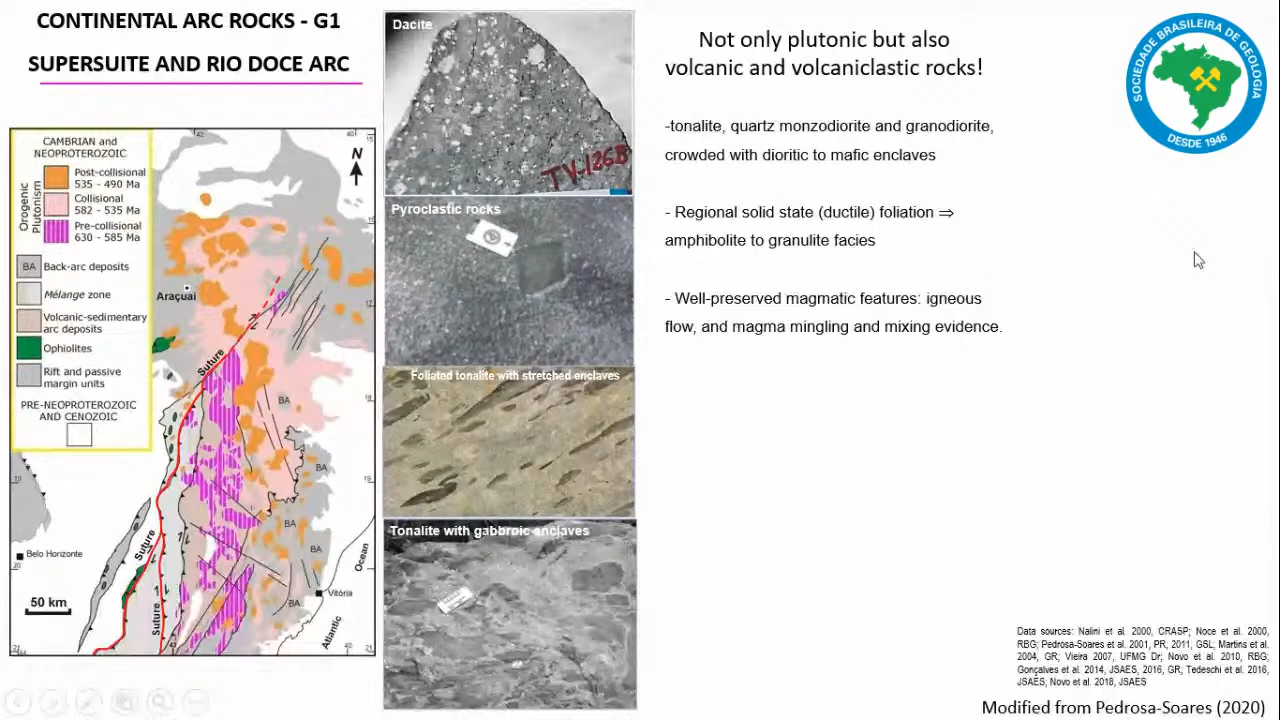 CONTINENTAL ARC ROCKS - G1
SUPERSUITE AND RIO DOCE ARC
CAMBRIAN and
NEOPROTEROZOIC
Orogenic
Plutonism
Post-collisional
535 - 490 Ma
Collisional
582 - 535 Ma
Pre-collisional
630 - 585 Ma
BA Back-arc deposits
Mélange zone
Volcanic-sedimentary
arc deposits
Ophiolites
Rift and passive
margin units
PRE-NEOPROTEROZOIC
AND CENOZOIC
N
Araçuaí
Suture
BA
BA
BA
BA
BA
Suture
Suture
Belo Horizonte
Vitória
50 km
Atlantic
Ocean
Dacite
TV-126B
Pyroclastic rocks
Foliated tonalite with stretched enclaves
Tonalite with gabbroic enclaves
Not only plutonic but also
volcanic and volcaniclastic rocks!
-tonalite, quartz monzodiorite and granodiorite,
crowded with dioritic to mafic enclaves
- Regional solid state (ductile) foliation ⇒
amphibolite to granulite facies
- Well-preserved magmatic features: igneous
flow, and magma mingling and mixing evidence.
SOCIEDADE BRASILEIRA DE GEOLOGIA
DESDE 1946
Data sources: Nalini et al. 2000, CRASP; Noce et al. 2000,
RBG; Pedrosa-Soares et al. 2001, PR, 2011, GSL; Martins et al.
2004, GR; Vieira 2007, UFMG Dr; Novo et al. 2010, RBG;
Gonçalves et al. 2014, JSAES, 2016, GR; Tedeschi et al. 2016,
JSAES; Novo et al. 2018, JSAES
Modified from Pedrosa-Soares (2020)